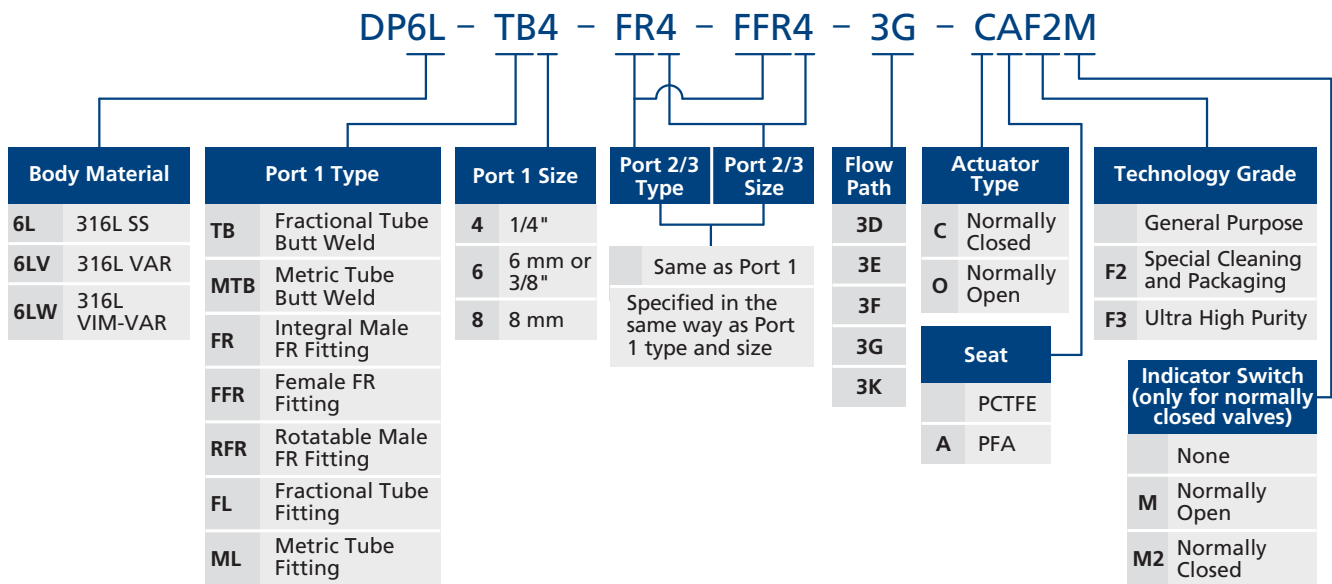 DP6L – TB4 – FR4 – FFR4 – 3G – CAF2M
Body Material
6L 316L SS
6LV 316L VAR
6LW 316L
VIM-VAR
Port 1 Type
TB Fractional Tube
Butt Weld
MTB Metric Tube
Butt Weld
FR Integral Male
FR Fitting
FFR Female FR
Fitting
RFR Rotatable Male
FR Fitting
FL Fractional Tube
Fitting
ML Metric Tube
Fitting
Port 1 Size
4 1/4"
6 6 mm or
3/8"
8 8 mm
Port 2/3
Type
Port 2/3
Size
Same as Port 1
Specified in the
same way as Port
1 type and size
Flow
Path
3D
3E
3F
3G
3K
Actuator
Type
C Normally
Closed
O Normally
Open
Seat
PCTFE
A PFA
Technology Grade
General Purpose
F2 Special Cleaning
and Packaging
F3 Ultra High Purity
Indicator Switch
(only for normally
closed valves)
None
M Normally
Open
M2 Normally
Closed